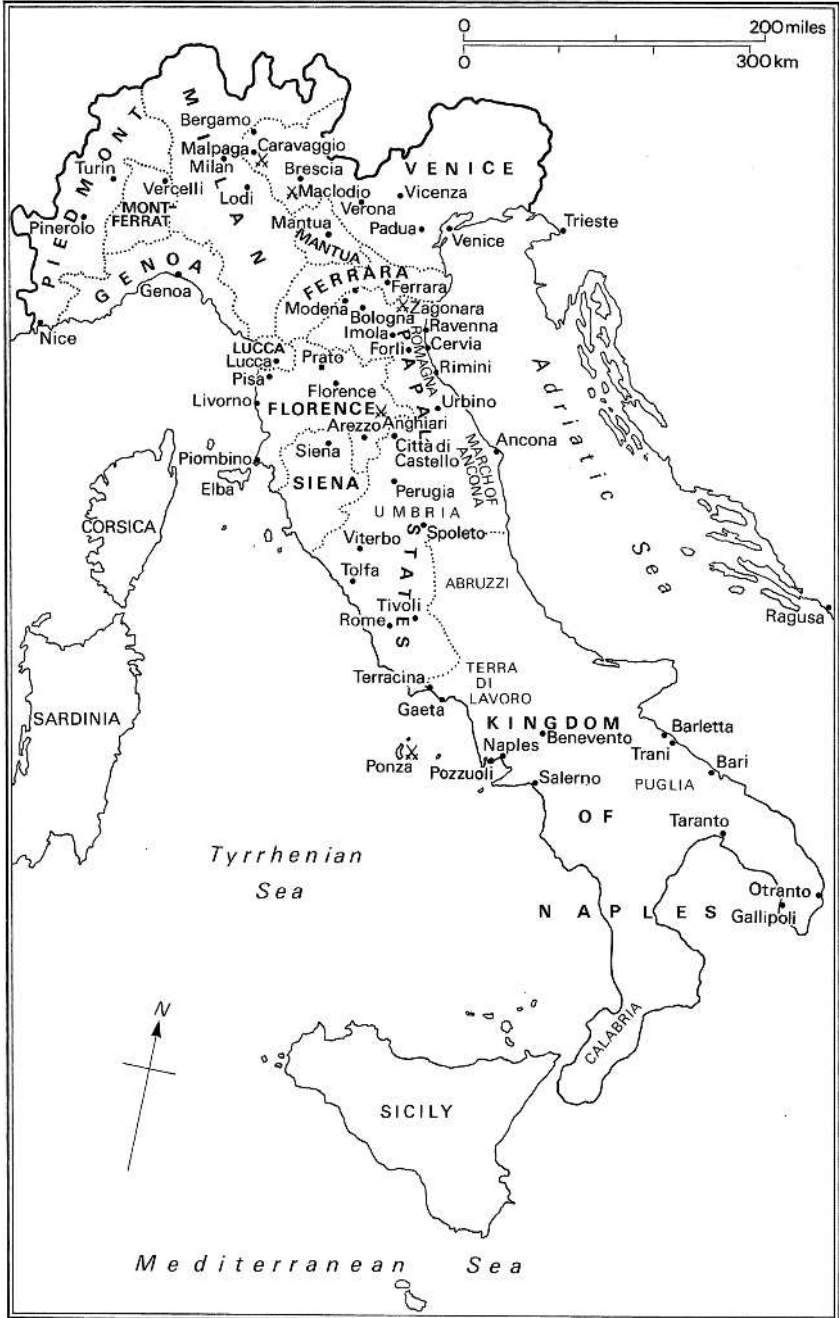 0 200 miles
0 300 km
PIEDMONT
MILAN
Bergamo
Malpaga
Caravaggio
Milan
Turin
Vercelli
Brescia
VENICE
Lodi
Maclodio
Vicenza
MONT-
FERRAT
Verona
Pinerolo
Mantua
MANTUA
Padua
Venice
Trieste
GENOA
Genoa
FERRARA
Ferrara
Modena
Zagonara
Bologna
Nice
Imola
Ravenna
LUCCA
Lucca
Prato
Forli
ROMAGNA
Cervia
Pisa
Rimini
Florence
Livorno
FLORENCE
Urbino
Adriatic Sea
Arezzo
Anghiari
PAPAL
Siena
Città di
Castello
MARCH OF
ANCONA
Ancona
Piombino
Elba
SIENA
Perugia
CORSICA
UMBRIA
Spoleto
Viterbo
STATES
Tolfa
ABRUZZI
Tivoli
Rome
Ragusa
Terracina
TERRA
DI
LAVORO
Gaeta
SARDINIA
KINGDOM
Benevento
Barletta
Naples
Trani
Ponza
Pozzuoli
Bari
Salerno
PUGLIA
OF
Taranto
Tyrrhenian
Sea
Otranto
NAPLES
Gallipoli
N
CALABRIA
SICILY
Mediterranean Sea